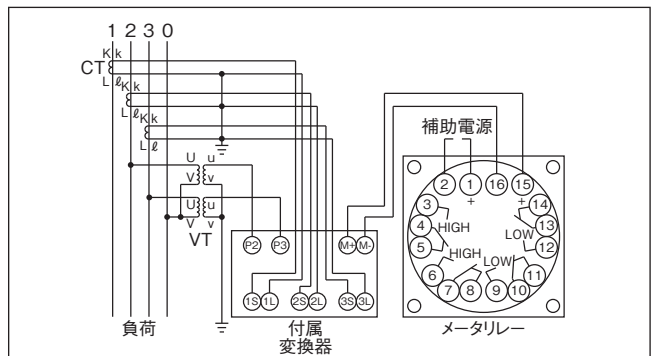 1 2 3 0
K k
CT
L ℓ
K k
L ℓ
K k
L ℓ
U u
V v
U u
V v
VT
P2 P3 M+ M-
1S 1L 2S 2L 3S 3L
負荷
付属
変換器
補助電源
2 1 16 15
+ +
3 14
4 HIGH 13
5 LOW 12
HIGH LOW
6 11
7 8 9 10
メータリレー